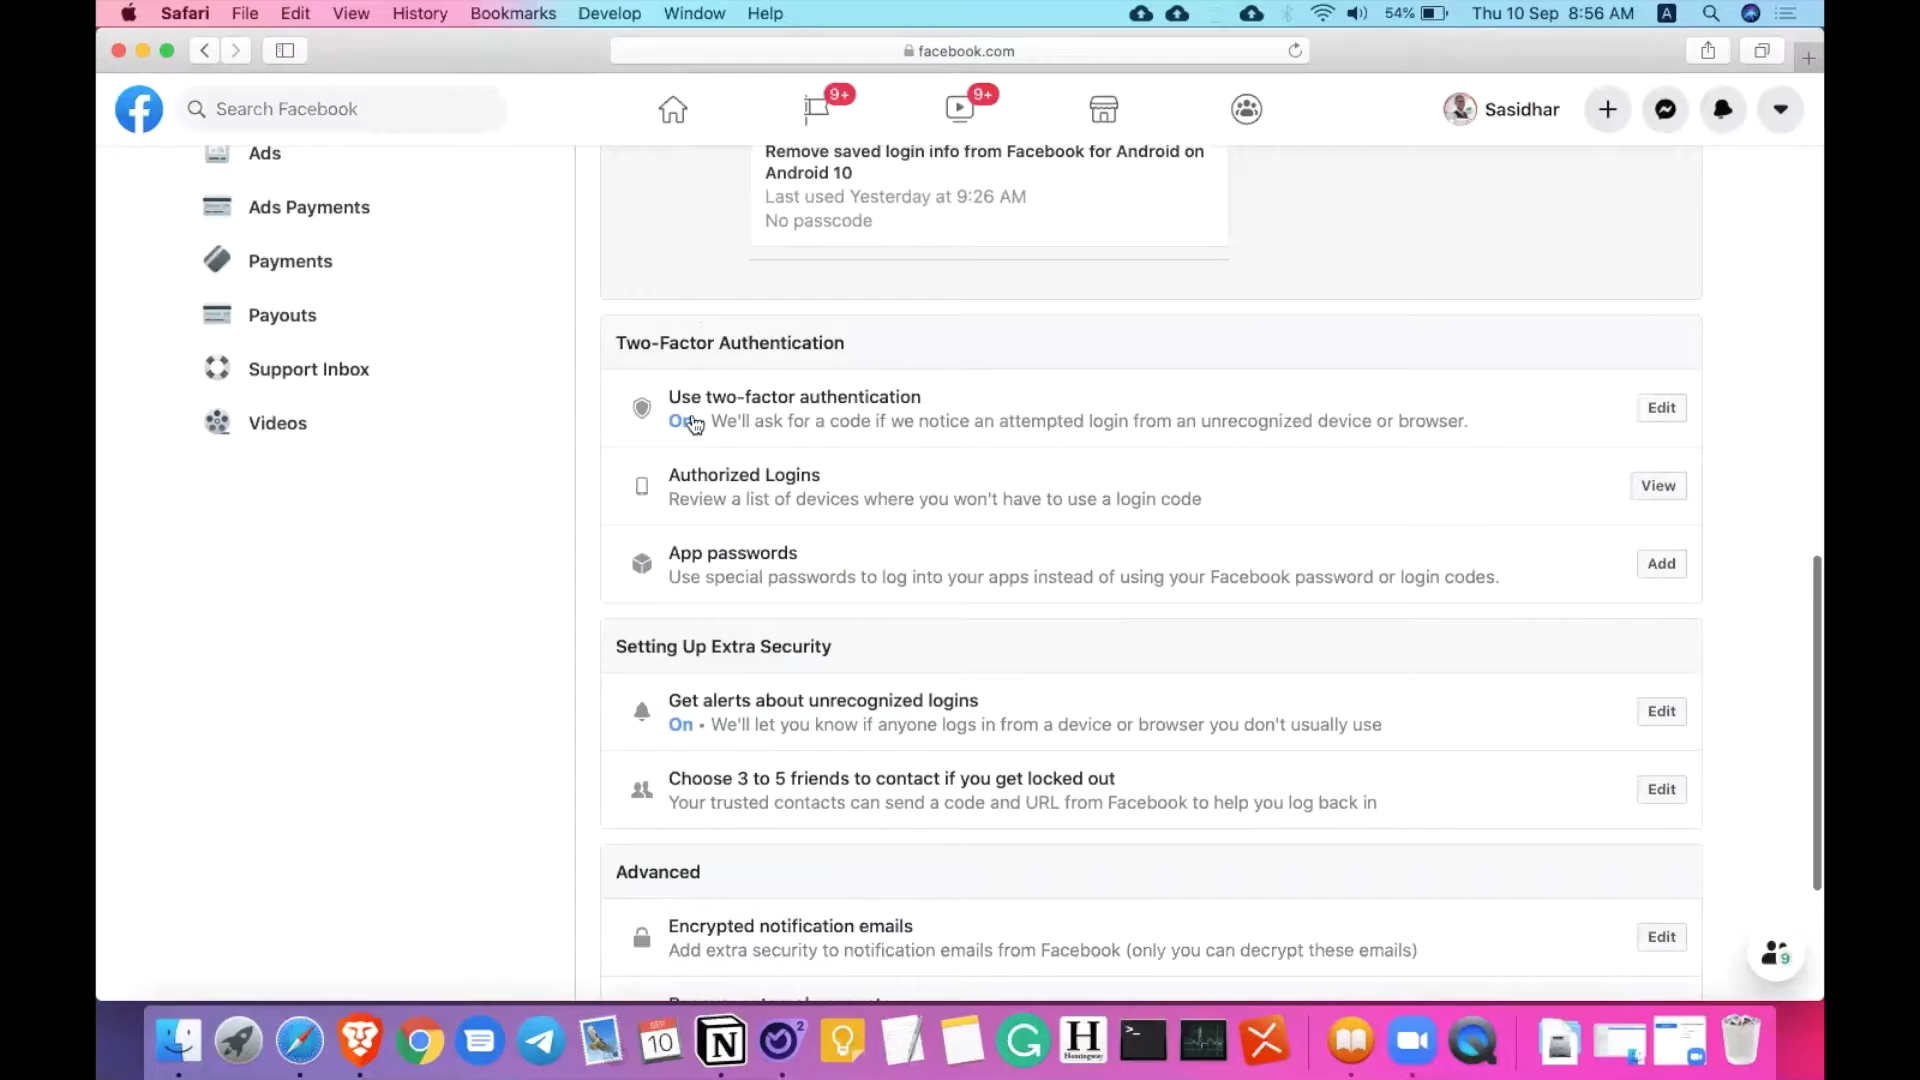 Safari File Edit View History Bookmarks Develop Window Help 54% Thu 10 Sep 8:56 AM A
facebook.com
Search Facebook 9+ 9+ Sasidhar
Ads
Ads Payments
Payments
Payouts
Support Inbox
Videos
Remove saved login info from Facebook for Android on
Android 10
Last used Yesterday at 9:26 AM
No passcode
Two-Factor Authentication
Use two-factor authentication
On We'll ask for a code if we notice an attempted login from an unrecognized device or browser.
Edit
Authorized Logins
Review a list of devices where you won't have to use a login code
View
App passwords
Use special passwords to log into your apps instead of using your Facebook password or login codes.
Add
Setting Up Extra Security
Get alerts about unrecognized logins
On • We'll let you know if anyone logs in from a device or browser you don't usually use
Edit
Choose 3 to 5 friends to contact if you get locked out
Your trusted contacts can send a code and URL from Facebook to help you log back in
Edit
Advanced
Encrypted notification emails
Add extra security to notification emails from Facebook (only you can decrypt these emails)
Edit
9
SEP
10
N
2
G
H
Hemingway